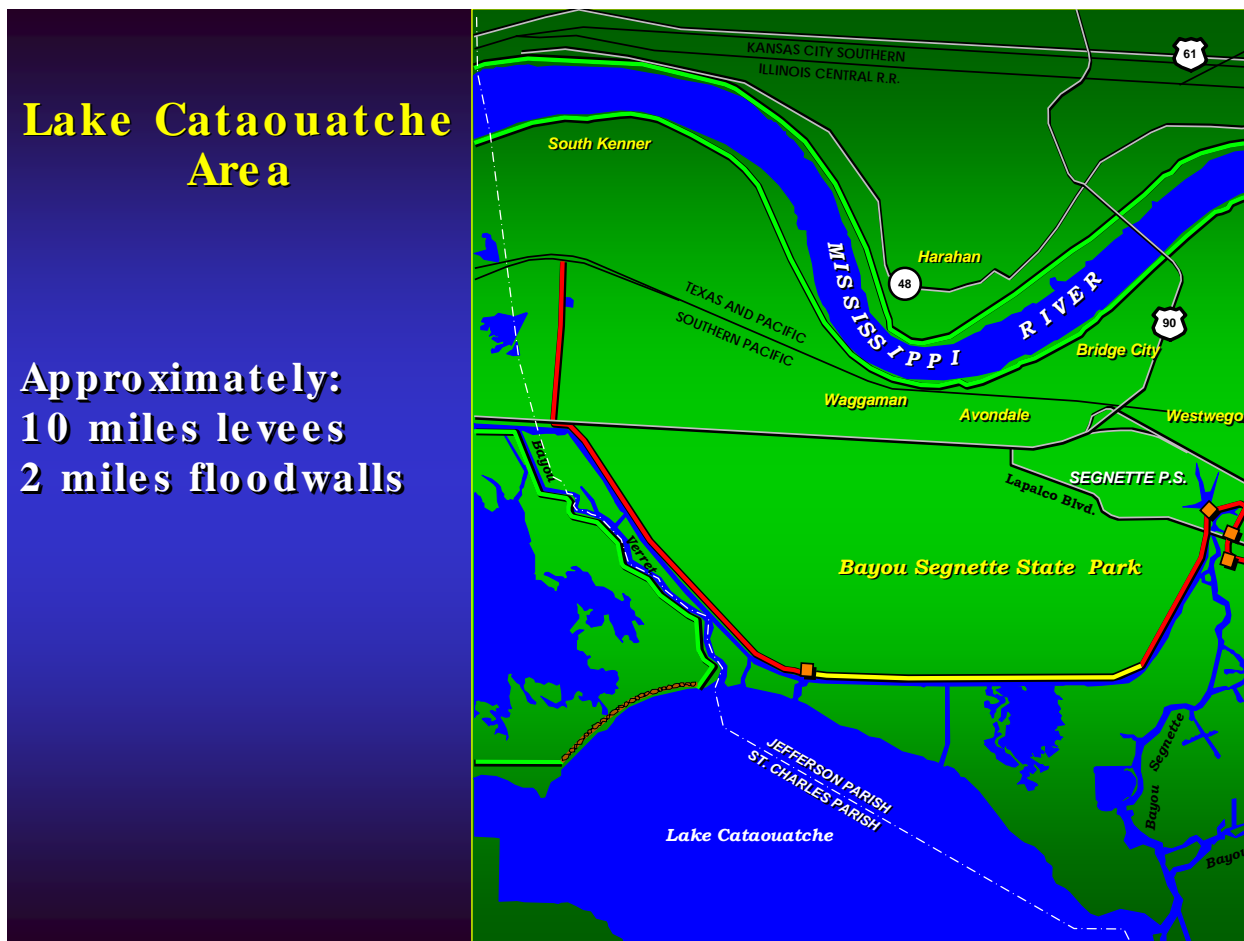 Lake Cataouatche
Area
Approximately:
10 miles levees
2 miles floodwalls
KANSAS CITY SOUTHERN
ILLINOIS CENTRAL R.R.
61
South Kenner
Harahan
48
MISSISSIPPI RIVER
TEXAS AND PACIFIC
SOUTHERN PACIFIC
90
Bridge City
Waggaman
Avondale
Westwego
Bayou
Verret
SEGNETTE P.S.
Lapalco Blvd.
Bayou Segnette State Park
Bayou Segnette
JEFFERSON PARISH
ST. CHARLES PARISH
Lake Cataouatche
Bayou